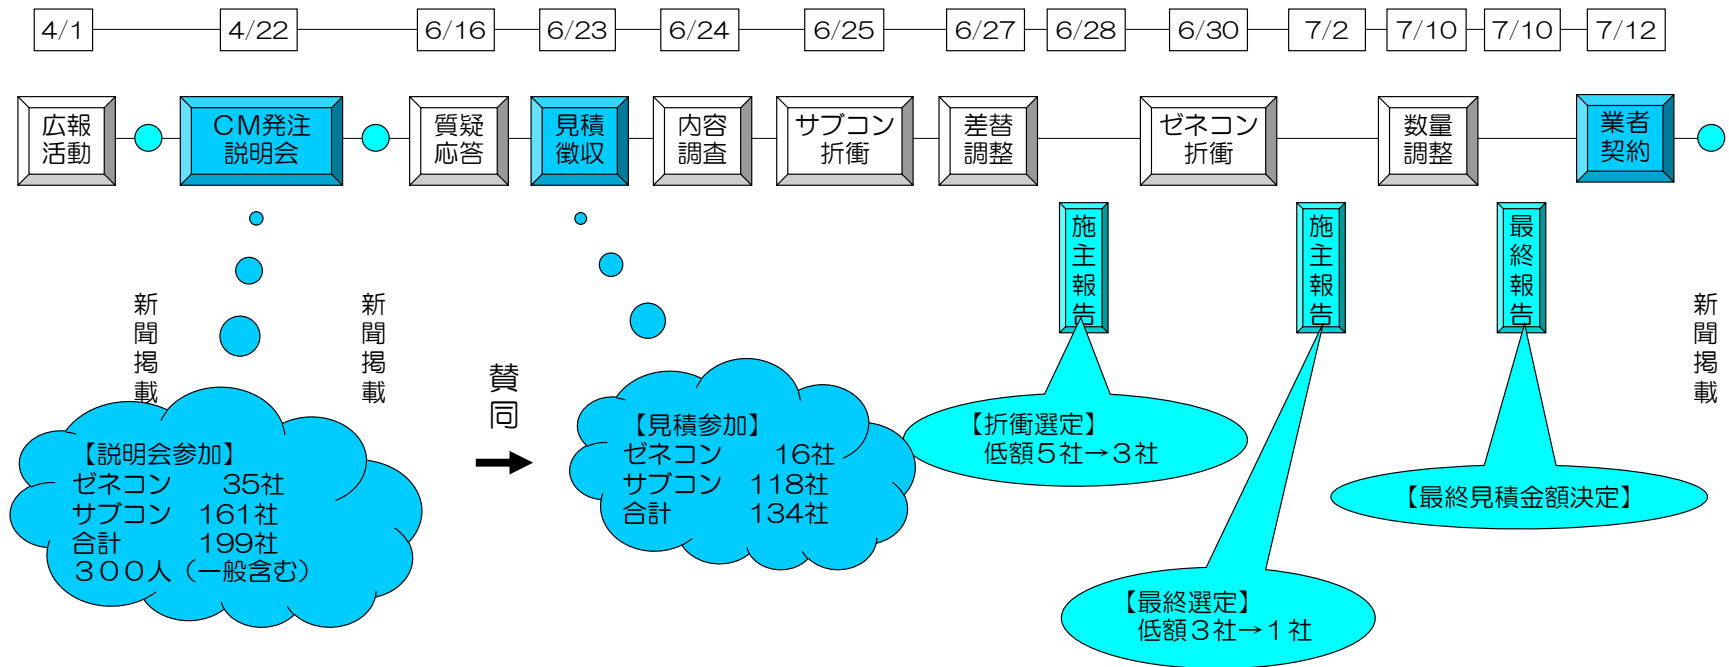 4/1
4/22
6/16
6/23
6/24
6/25
6/27
6/28
6/30
7/2
7/10
7/10
7/12
広報
活動
CM発注
説明会
質疑
応答
見積
徴収
内容
調査
サブコン
折衝
差替
調整
ゼネコン
折衝
数量
調整
業者
契約
施主報告
施主報告
最終報告
新聞掲載
新聞掲載
新聞掲載
賛同
【説明会参加】
ゼネコン 35社
サブコン 161社
合計 199社
300人(一般含む)
【見積参加】
ゼネコン 16社
サブコン 118社
合計 134社
【折衝選定】
低額5社→3社
【最終選定】
低額3社→1社
【最終見積金額決定】